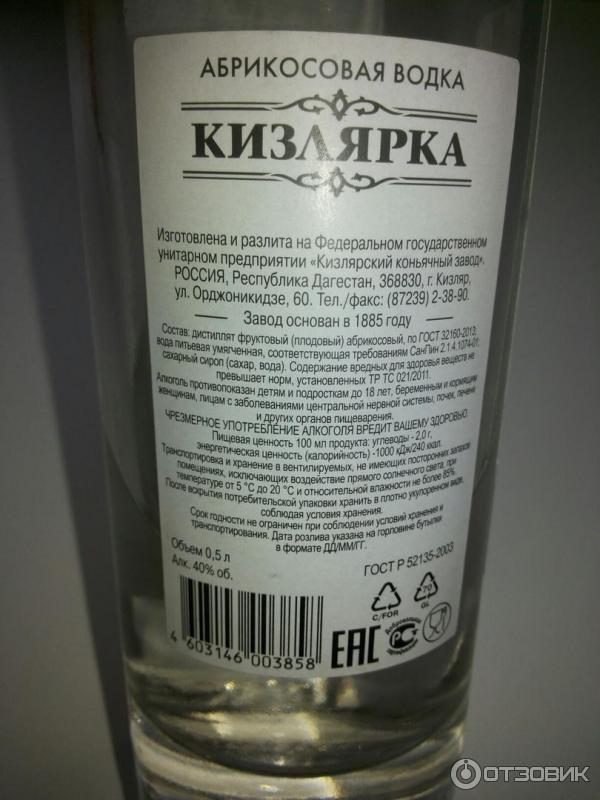 АБРИКОСОВАЯ ВОДКА
КИЗЛЯРКА
Изготовлена и разлита на Федеральном государственном
унитарном предприятии «Кизлярский коньячный завод».
РОССИЯ, Республика Дагестан, 368830, г. Кизляр,
ул. Орджоникидзе, 60. Тел./факс: (87239) 2-38-90.
Завод основан в 1885 году
Состав: дистиллят фруктовый (плодовый) абрикосовый, по ГОСТ 32160-2013;
вода питьевая умягченная, соответствующая требованиям СанПин 2.1.4.1074-01;
сахарный сироп (сахар, вода). Содержание вредных для здоровья веществ не
превышает норм, установленных ТР ТС 021/2011.
Алкоголь противопоказан детям и подросткам до 18 лет, беременным и кормящим
женщинам, лицам с заболеваниями центральной нервной системы, почек, печени
и других органов пищеварения.
ЧРЕЗМЕРНОЕ УПОТРЕБЛЕНИЕ АЛКОГОЛЯ ВРЕДИТ ВАШЕМУ ЗДОРОВЬЮ.
Пищевая ценность 100 мл продукта: углеводы - 2,0 г,
энергетическая ценность (калорийность) -1000 кДж/240 ккал.
Транспортировка и хранение в вентилируемых, не имеющих посторонних запахов
помещениях, исключающих воздействие прямого солнечного света, при
температуре от 5 °С до 20 °С и относительной влажности не более 85%.
После вскрытия потребительской упаковки хранить в плотно укупоренном виде,
соблюдая условия хранения.
Срок годности не ограничен при соблюдении условий хранения и
транспортирования. Дата розлива указана на горловине бутылки
в формате ДД/ММ/ГГ.
Объем 0,5 л
Алк. 40% об.
ГОСТ Р 52135-2003
C/FOR
70
GL
4 603146 003858
EAC
Добровольная
сертификация
ОТЗОВИК